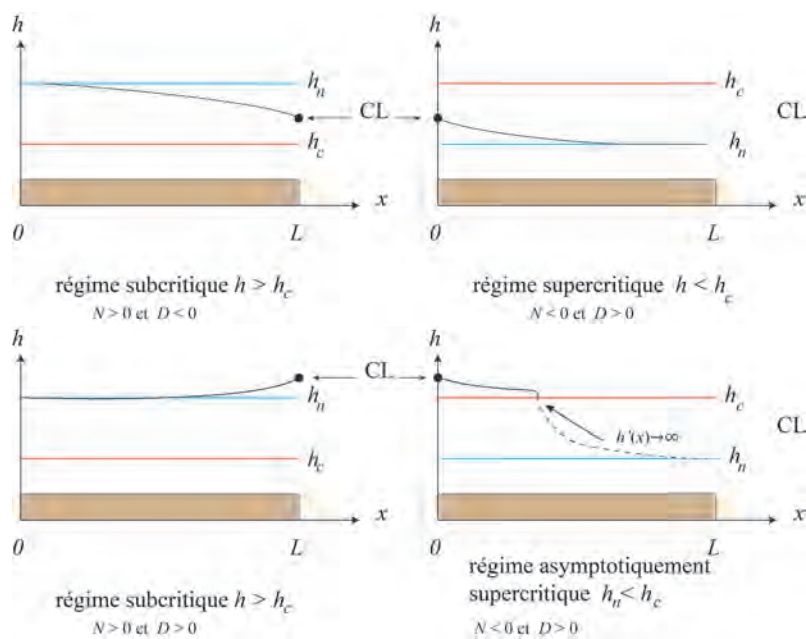 h
h
h_n
h_c
CL
CL
h_c
h_n
x
x
0
L
0
L
régime subcritique h > h_c
N > 0 et D < 0
régime supercritique h < h_c
N < 0 et D > 0
h
h
CL
h_n
h_c
h'(x)→∞
CL
h_c
h_n
x
x
0
L
0
L
régime subcritique h > h_c
N > 0 et D > 0
régime asymptotiquement
supercritique h_n < h_c
N < 0 et D > 0